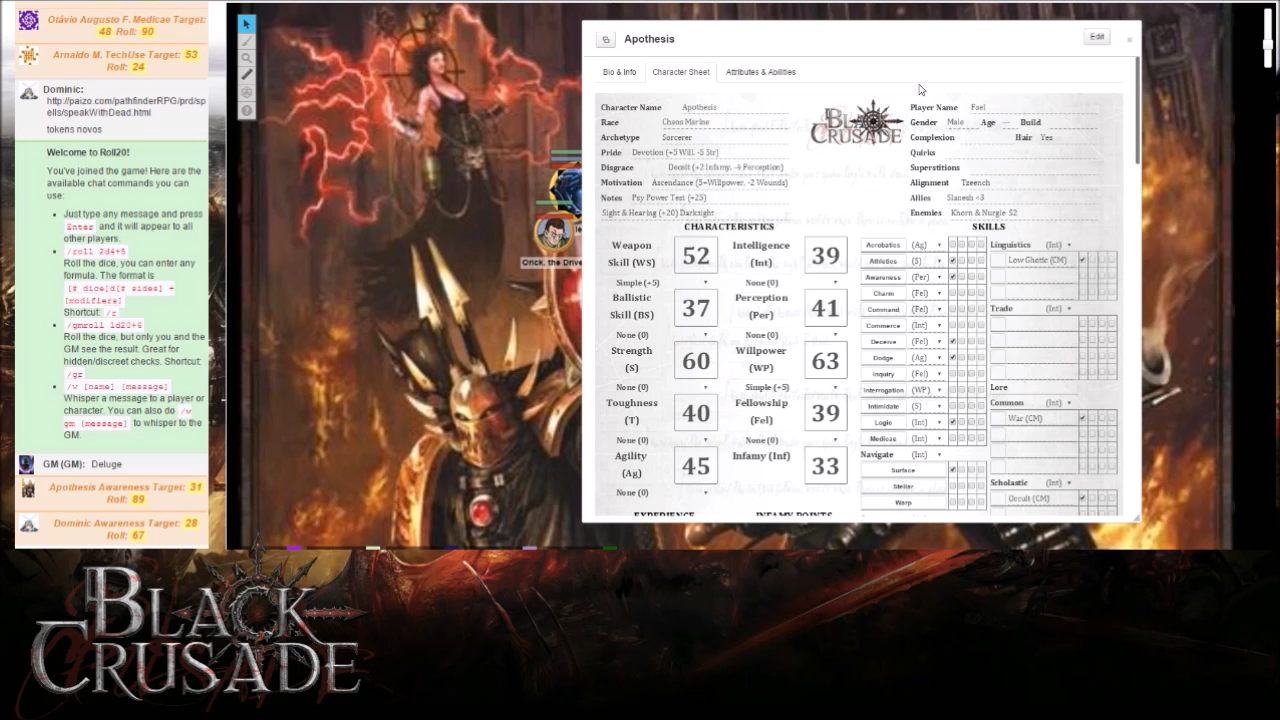 Otávio Augusto F. Medicae Target:
48 Roll: 90
Arnaldo M. TechUse Target: 53
Roll: 24
Dominic:
http://paizo.com/pathfinderRPG/prd/sp
ells/speakWithDead.html
tokens novos
Welcome to Roll20!
You've joined the game! Here are the
available chat commands you can
use:
Just type any message and press
Enter and it will appear to all
other players.
/roll 2d4+5
Roll the dice, you can enter any
formula. The format is
[# dice]d[# sides] +
[modifiers]
Shortcut: /r
/gmroll 1d20+6
Roll the dice, but only you and the
GM see the result. Great for
hidden/discreet checks. Shortcut:
/gr
/w [name] [message]
Whisper a message to a player or
character. You can also do /w
gm [message] to whisper to the
GM.
GM (GM): Deluge
Apothesis Awareness Target: 31
Roll: 89
Dominic Awareness Target: 28
Roll: 67
Orick, the Drive
Apothesis
Edit
Bio & Info
Character Sheet
Attributes & Abilities
Character Name Apothesis
Race Chaos Marine
Archetype Sorcerer
Pride Devotion (+5 Will, -5 Str)
Disgrace Deceit (+2 Infamy, -4 Perception)
Motivation Ascendance (5+Willpower, -2 Wounds)
Notes Psy Power Test (+25)
Sight & Hearing (+20) Darksight
BLACK CRUSADE
Player Name Fael
Gender Male Age --- Build
Complexion Hair Yes
Quirks
Superstitions
Alignment Tzeench
Allies Slanesh <3
Enemies Khorn & Nurgle S2
CHARACTERISTICS
Weapon Skill (WS) 52 Intelligence (Int) 39
Simple (+5) None (0)
Ballistic Skill (BS) 37 Perception (Per) 41
None (0) None (0)
Strength (S) 60 Willpower (WP) 63
None (0) Simple (+5)
Toughness (T) 40 Fellowship (Fel) 39
None (0) None (0)
Agility (Ag) 45 Infamy (Inf) 33
None (0)
EXPERIENCE INFAMY POINTS
SKILLS
Acrobatics (Ag)
Athletics (S)
Awareness (Per)
Charm (Fel)
Command (Fel)
Commerce (Int)
Deceive (Fel)
Dodge (Ag)
Inquiry (Fel)
Interrogation (WP)
Intimidate (S)
Logic (Int)
Medicae (Int)
Navigate (Int)
Surface
Stellar
Warp
Linguistics (Int)
Low Ghotic (CM)
Trade (Int)
Lore
Common (Int)
War (CM)
Scholastic (Int)
Occult (CM)
BLACK
CRUSADE